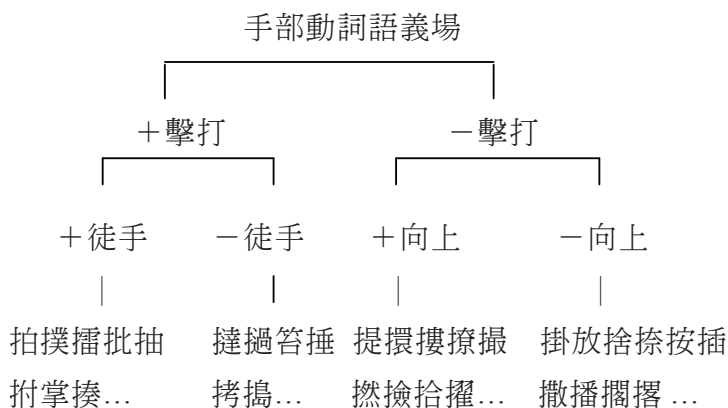 手部動詞語義場
＋擊打 －擊打
＋徒手 －徒手 ＋向上 －向上
拍撲擂批抽 撻撾笞捶 提擐摟撩撮 掛放捨捺按插
拊掌揍… 拷搗… 撚撿拾擢… 撒播擱撂…